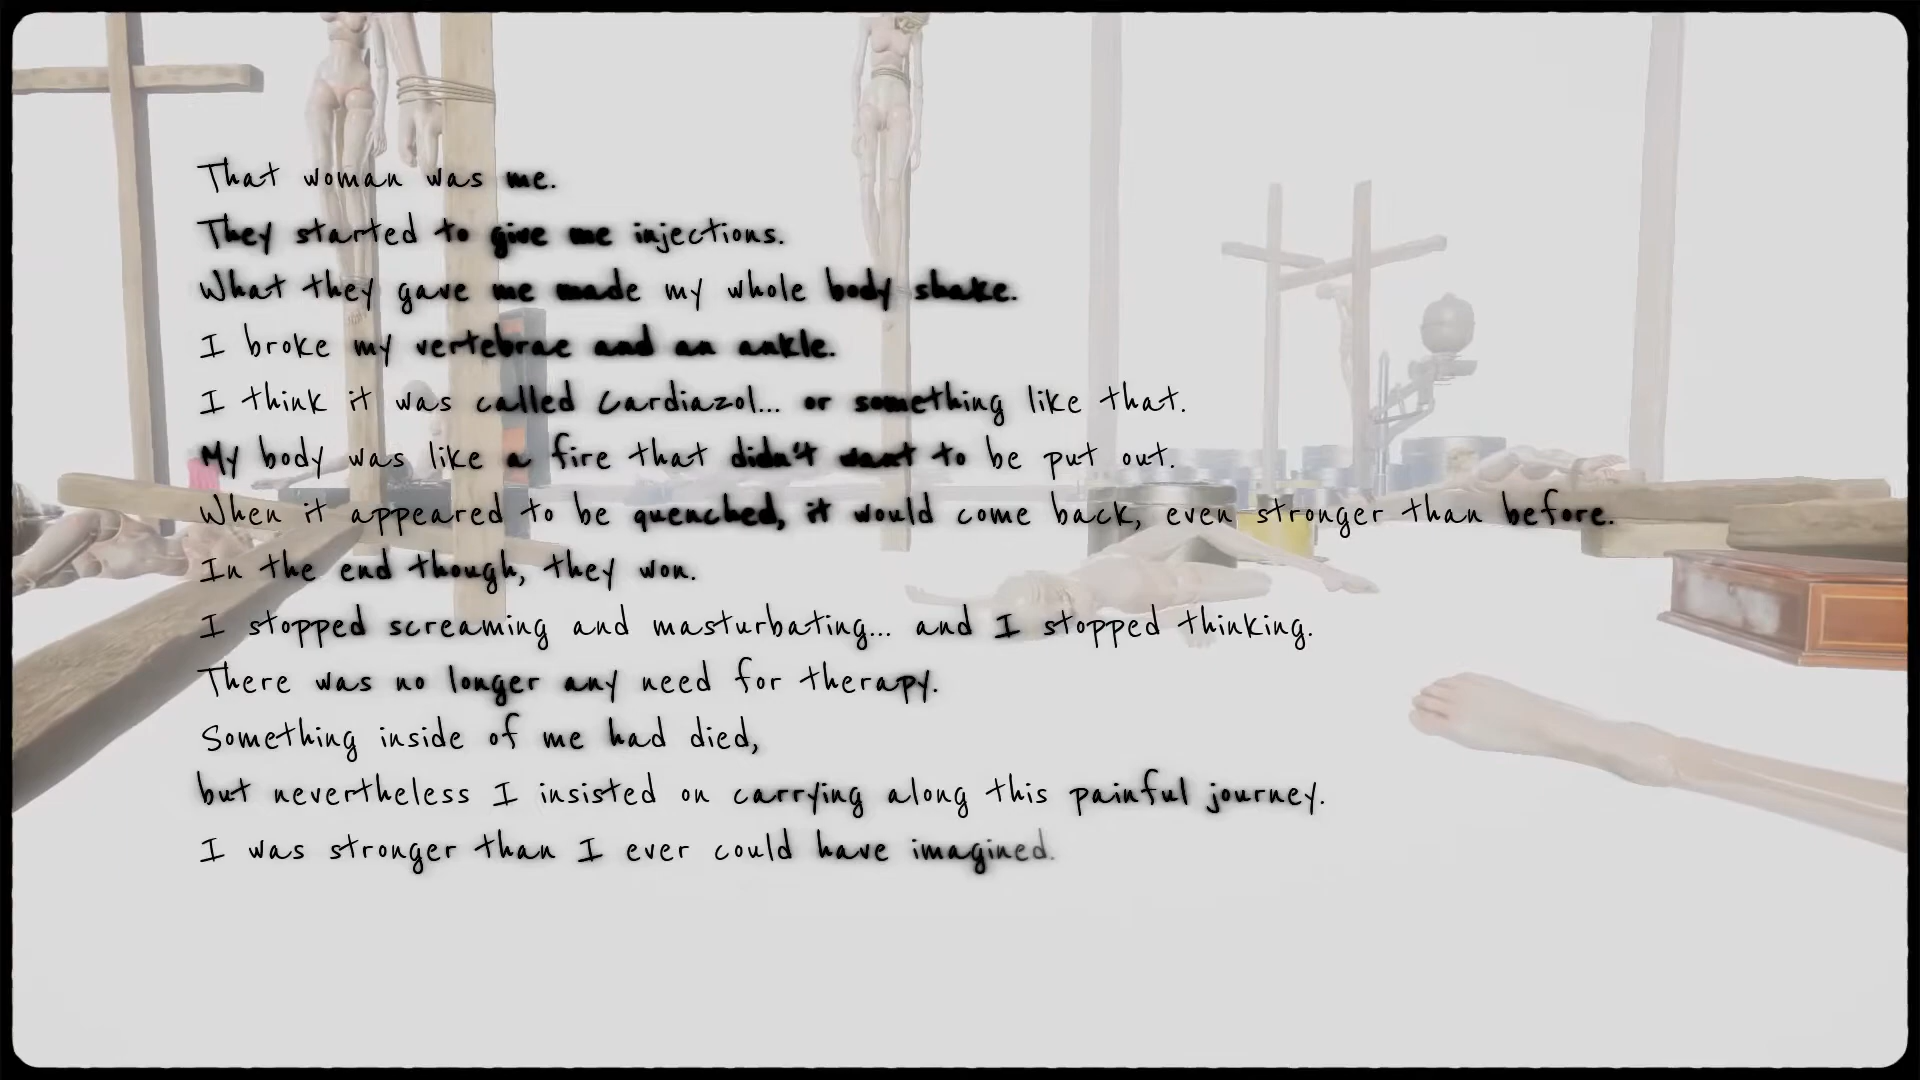 That woman was me.
They started to give me injections.
What they gave me made my whole body shake.
I broke my vertebrae and an ankle.
I think it was called Cardiazol... or something like that.
My body was like a fire that didn't want to be put out.
When it appeared to be quenched, it would come back, even stronger than before.
In the end though, they won.
I stopped screaming and masturbating... and I stopped thinking.
There was no longer any need for therapy.
Something inside of me had died,
but nevertheless I insisted on carrying along this painful journey.
I was stronger than I ever could have imagined.